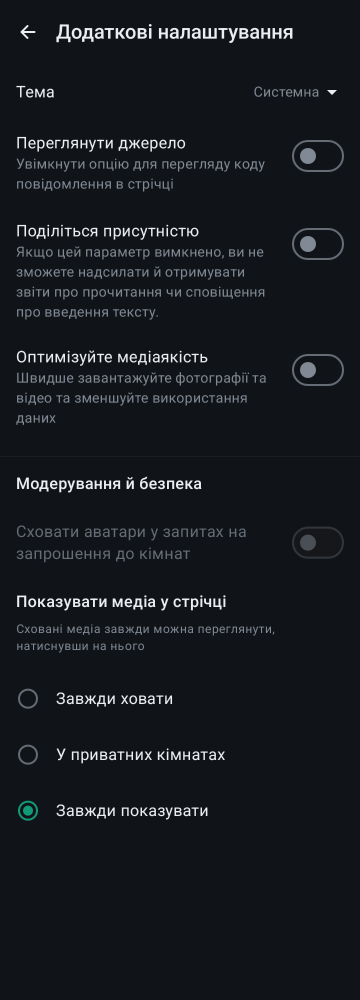 Додаткові налаштування
Тема
Системна
Переглянути джерело
Увімкнути опцію для перегляду коду
повідомлення в стрічці
Поділіться присутністю
Якщо цей параметр вимкнено, ви не
зможете надсилати й отримувати
звіти про прочитання чи сповіщення
про введення тексту.
Оптимізуйте медіаякість
Швидше завантажуйте фотографії та
відео та зменшуйте використання
даних
Модерування й безпека
Сховати аватари у запитах на
запрошення до кімнат
Показувати медіа у стрічці
Сховані медіа завжди можна переглянути,
натиснувши на нього
Завжди ховати
У приватних кімнатах
Завжди показувати